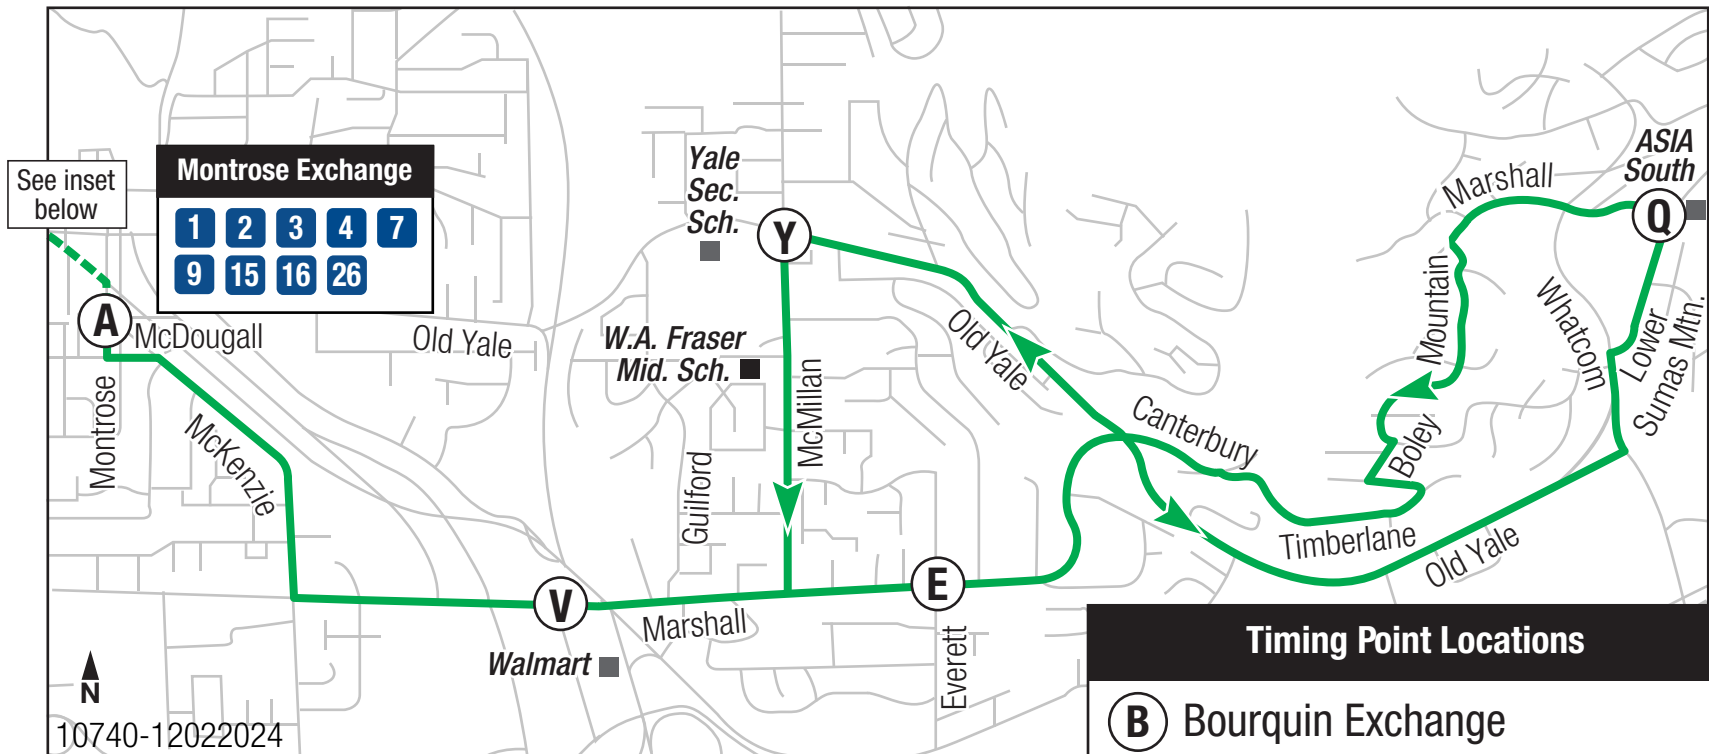 See inset
below
Montrose Exchange
1 2 3 4 7
9 15 16 26
Yale
Sec.
Sch.
Y
ASIA
South
Q
Marshall
A
McDougall
Old Yale
W.A. Fraser
Mid. Sch.
Old Yale
Mountain
Whatcom
Lower
Sumas Mtn.
Montrose
McKenzie
Guilford
McMillan
Canterbury
Boley
Timberlane
Old Yale
V
E
Marshall
Walmart
Everett
N
10740-12022024
Timing Point Locations
B Bourquin Exchange